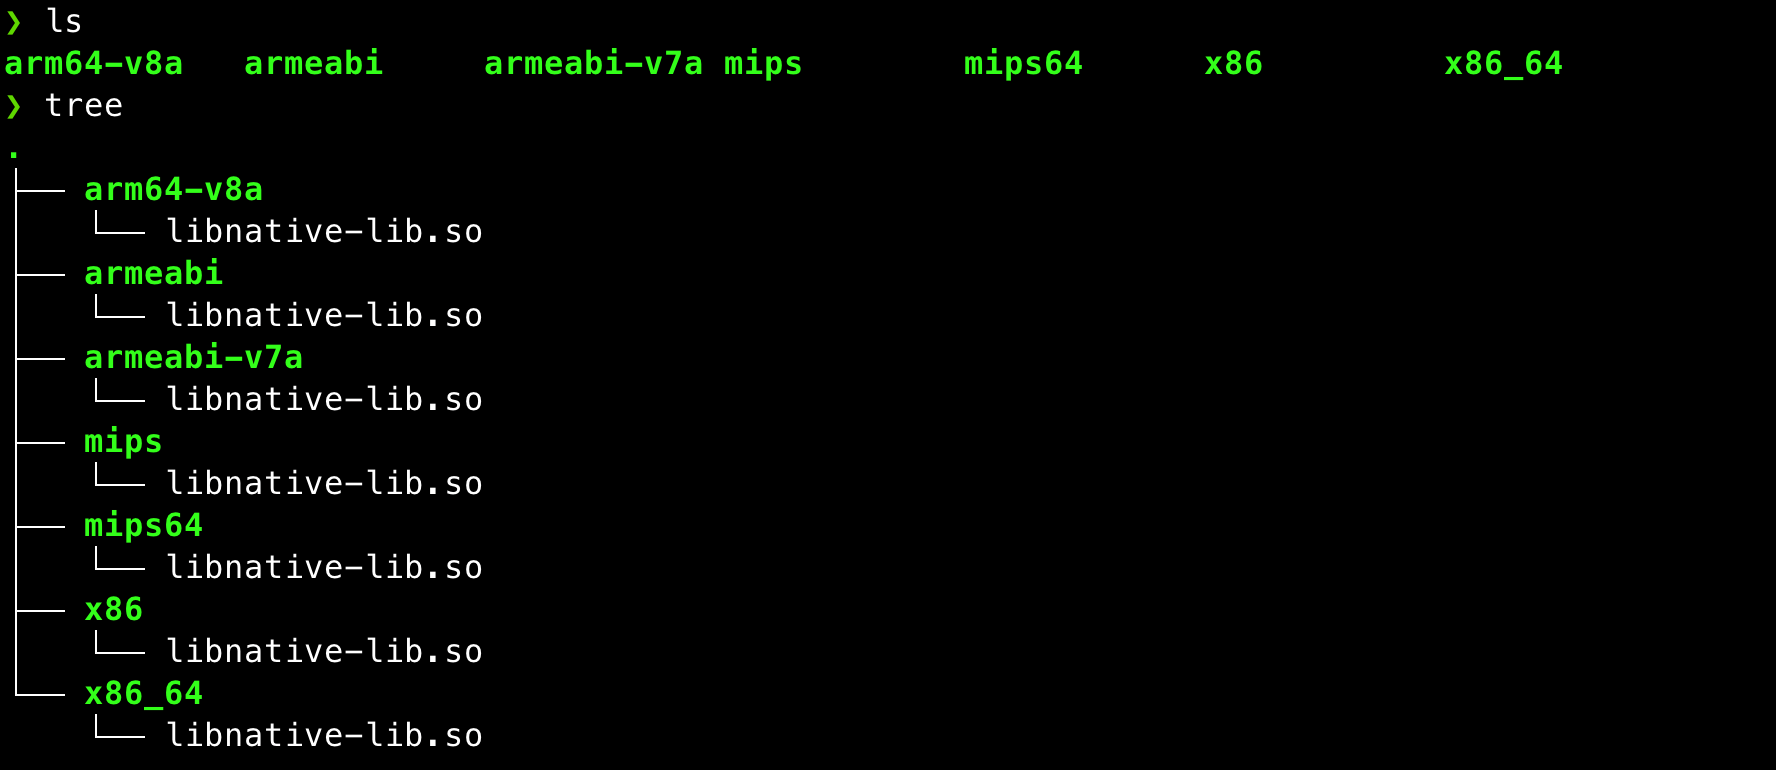 ❯ ls
arm64-v8a   armeabi     armeabi-v7a mips        mips64      x86         x86_64
❯ tree
.
├── arm64-v8a
│   └── libnative-lib.so
├── armeabi
│   └── libnative-lib.so
├── armeabi-v7a
│   └── libnative-lib.so
├── mips
│   └── libnative-lib.so
├── mips64
│   └── libnative-lib.so
├── x86
│   └── libnative-lib.so
└── x86_64
    └── libnative-lib.so